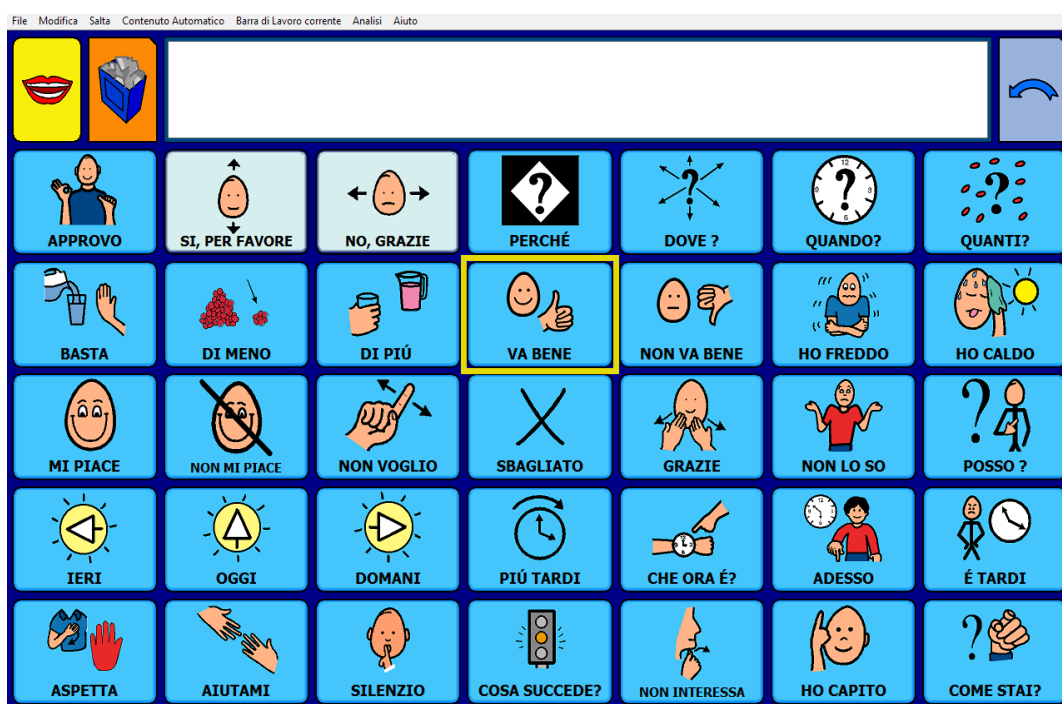 File Modifica Salta Contenuto Automatico Barra di Lavoro corrente Analisi Aiuto
APPROVO SI, PER FAVORE NO, GRAZIE PERCHÉ DOVE ? QUANDO? QUANTI?
BASTA DI MENO DI PIÚ VA BENE NON VA BENE HO FREDDO HO CALDO
MI PIACE NON MI PIACE NON VOGLIO SBAGLIATO GRAZIE NON LO SO POSSO ?
IERI OGGI DOMANI PIÚ TARDI CHE ORA É? ADESSO É TARDI
ASPETTA AIUTAMI SILENZIO COSA SUCCEDE? NON INTERESSA HO CAPITO COME STAI?